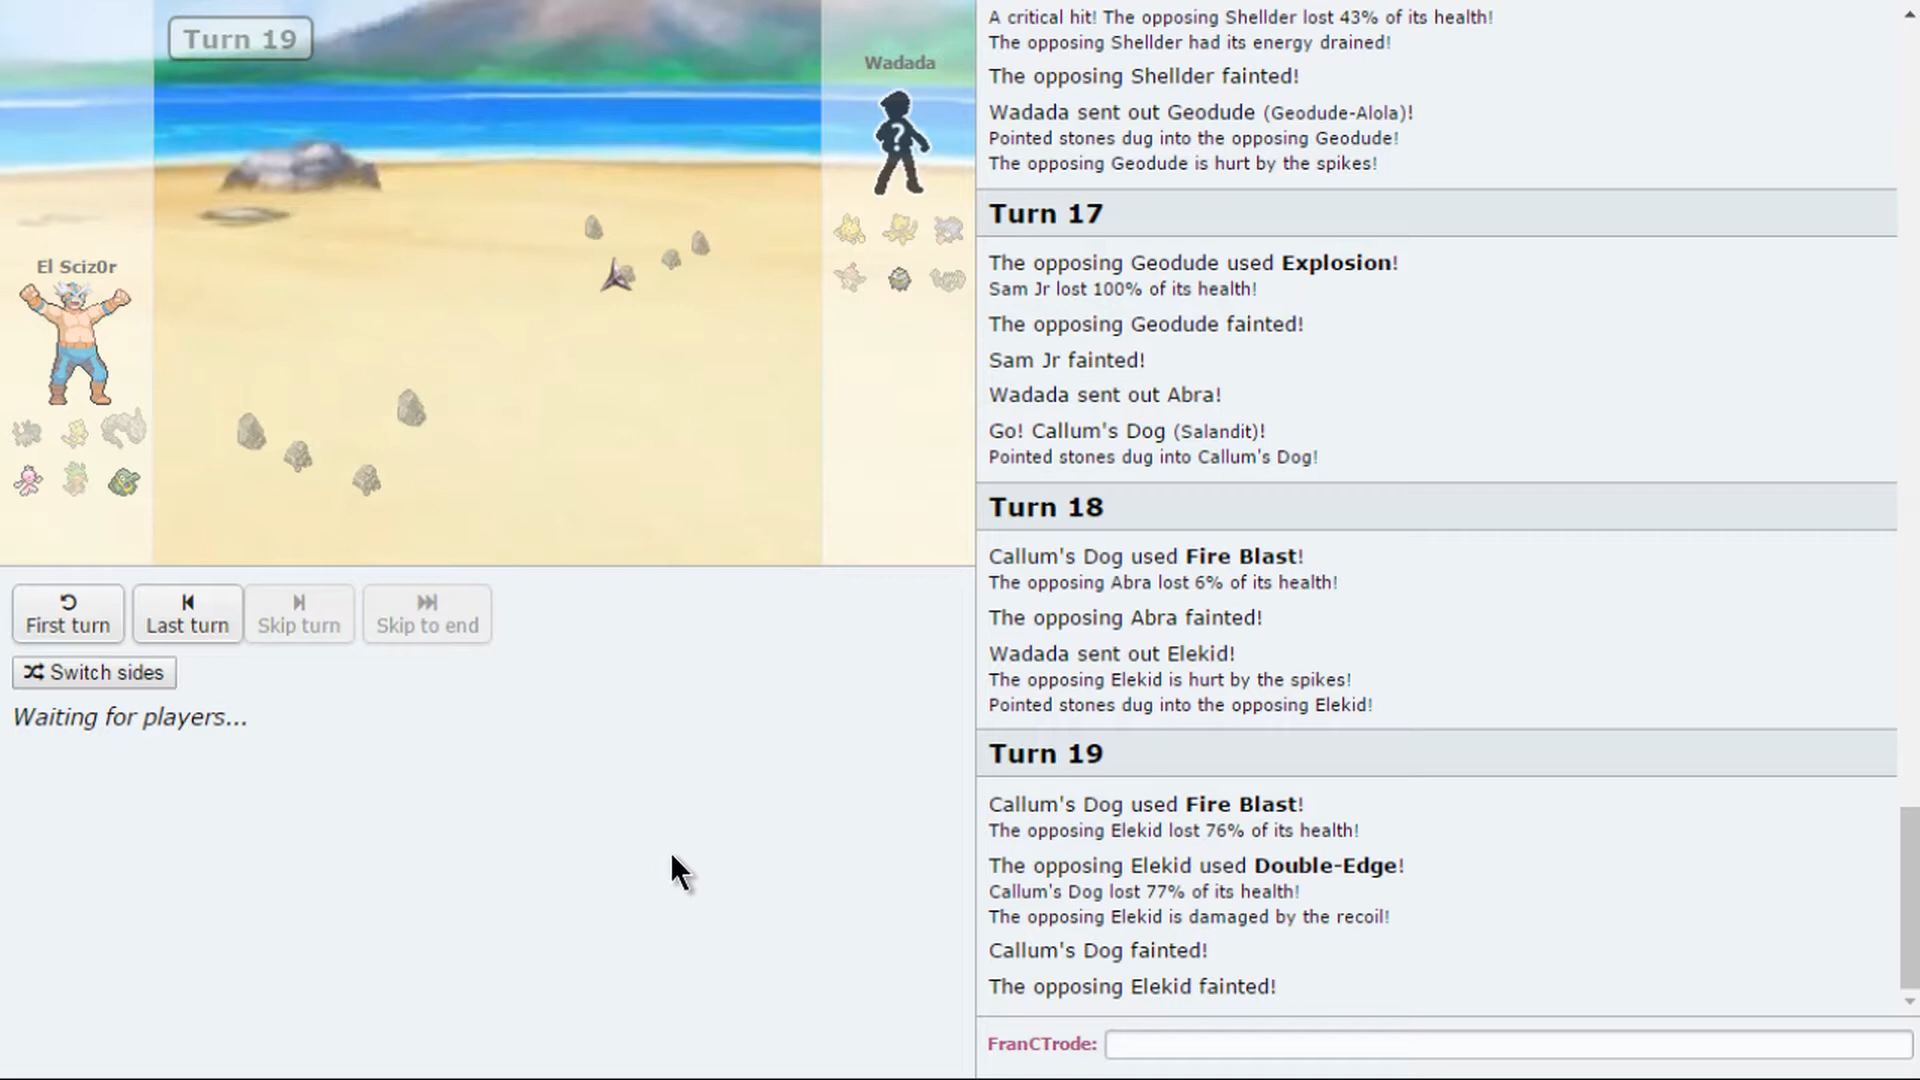 Turn 19
Wadada
El Sciz0r
First turn
Last turn
Skip turn
Skip to end
Switch sides
Waiting for players...
A critical hit! The opposing Shellder lost 43% of its health!
The opposing Shellder had its energy drained!
The opposing Shellder fainted!
Wadada sent out Geodude (Geodude-Alola)!
Pointed stones dug into the opposing Geodude!
The opposing Geodude is hurt by the spikes!
Turn 17
The opposing Geodude used Explosion!
Sam Jr lost 100% of its health!
The opposing Geodude fainted!
Sam Jr fainted!
Wadada sent out Abra!
Go! Callum's Dog (Salandit)!
Pointed stones dug into Callum's Dog!
Turn 18
Callum's Dog used Fire Blast!
The opposing Abra lost 6% of its health!
The opposing Abra fainted!
Wadada sent out Elekid!
The opposing Elekid is hurt by the spikes!
Pointed stones dug into the opposing Elekid!
Turn 19
Callum's Dog used Fire Blast!
The opposing Elekid lost 76% of its health!
The opposing Elekid used Double-Edge!
Callum's Dog lost 77% of its health!
The opposing Elekid is damaged by the recoil!
Callum's Dog fainted!
The opposing Elekid fainted!
FranCTrode: